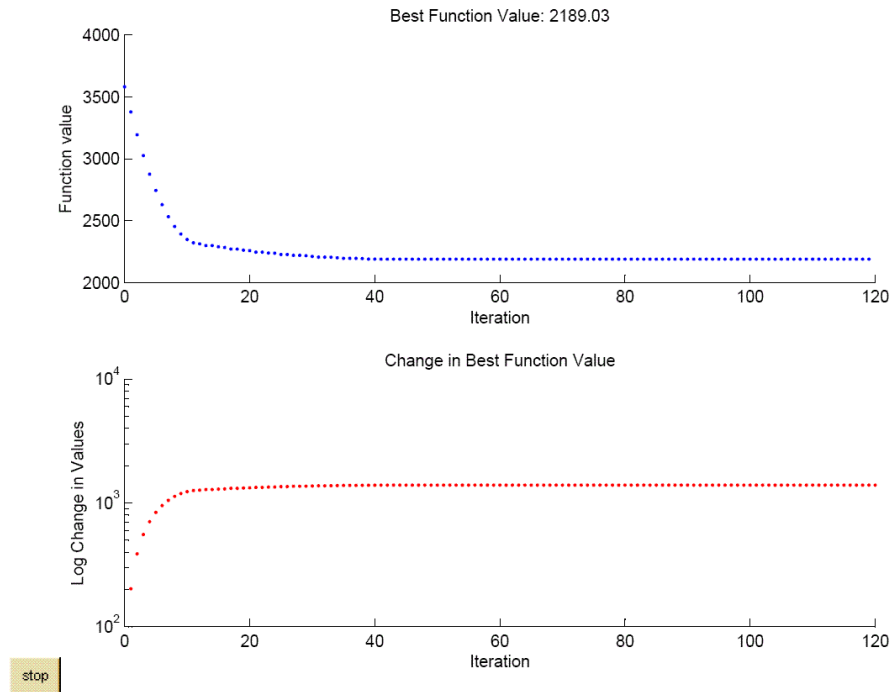 Best Function Value: 2189.03
4000
3500
3000
2500
2000
Function value
0 20 40 60 80 100 120
Iteration
Change in Best Function Value
10^4
10^3
10^2
Log Change in Values
0 20 40 60 80 100 120
Iteration
stop